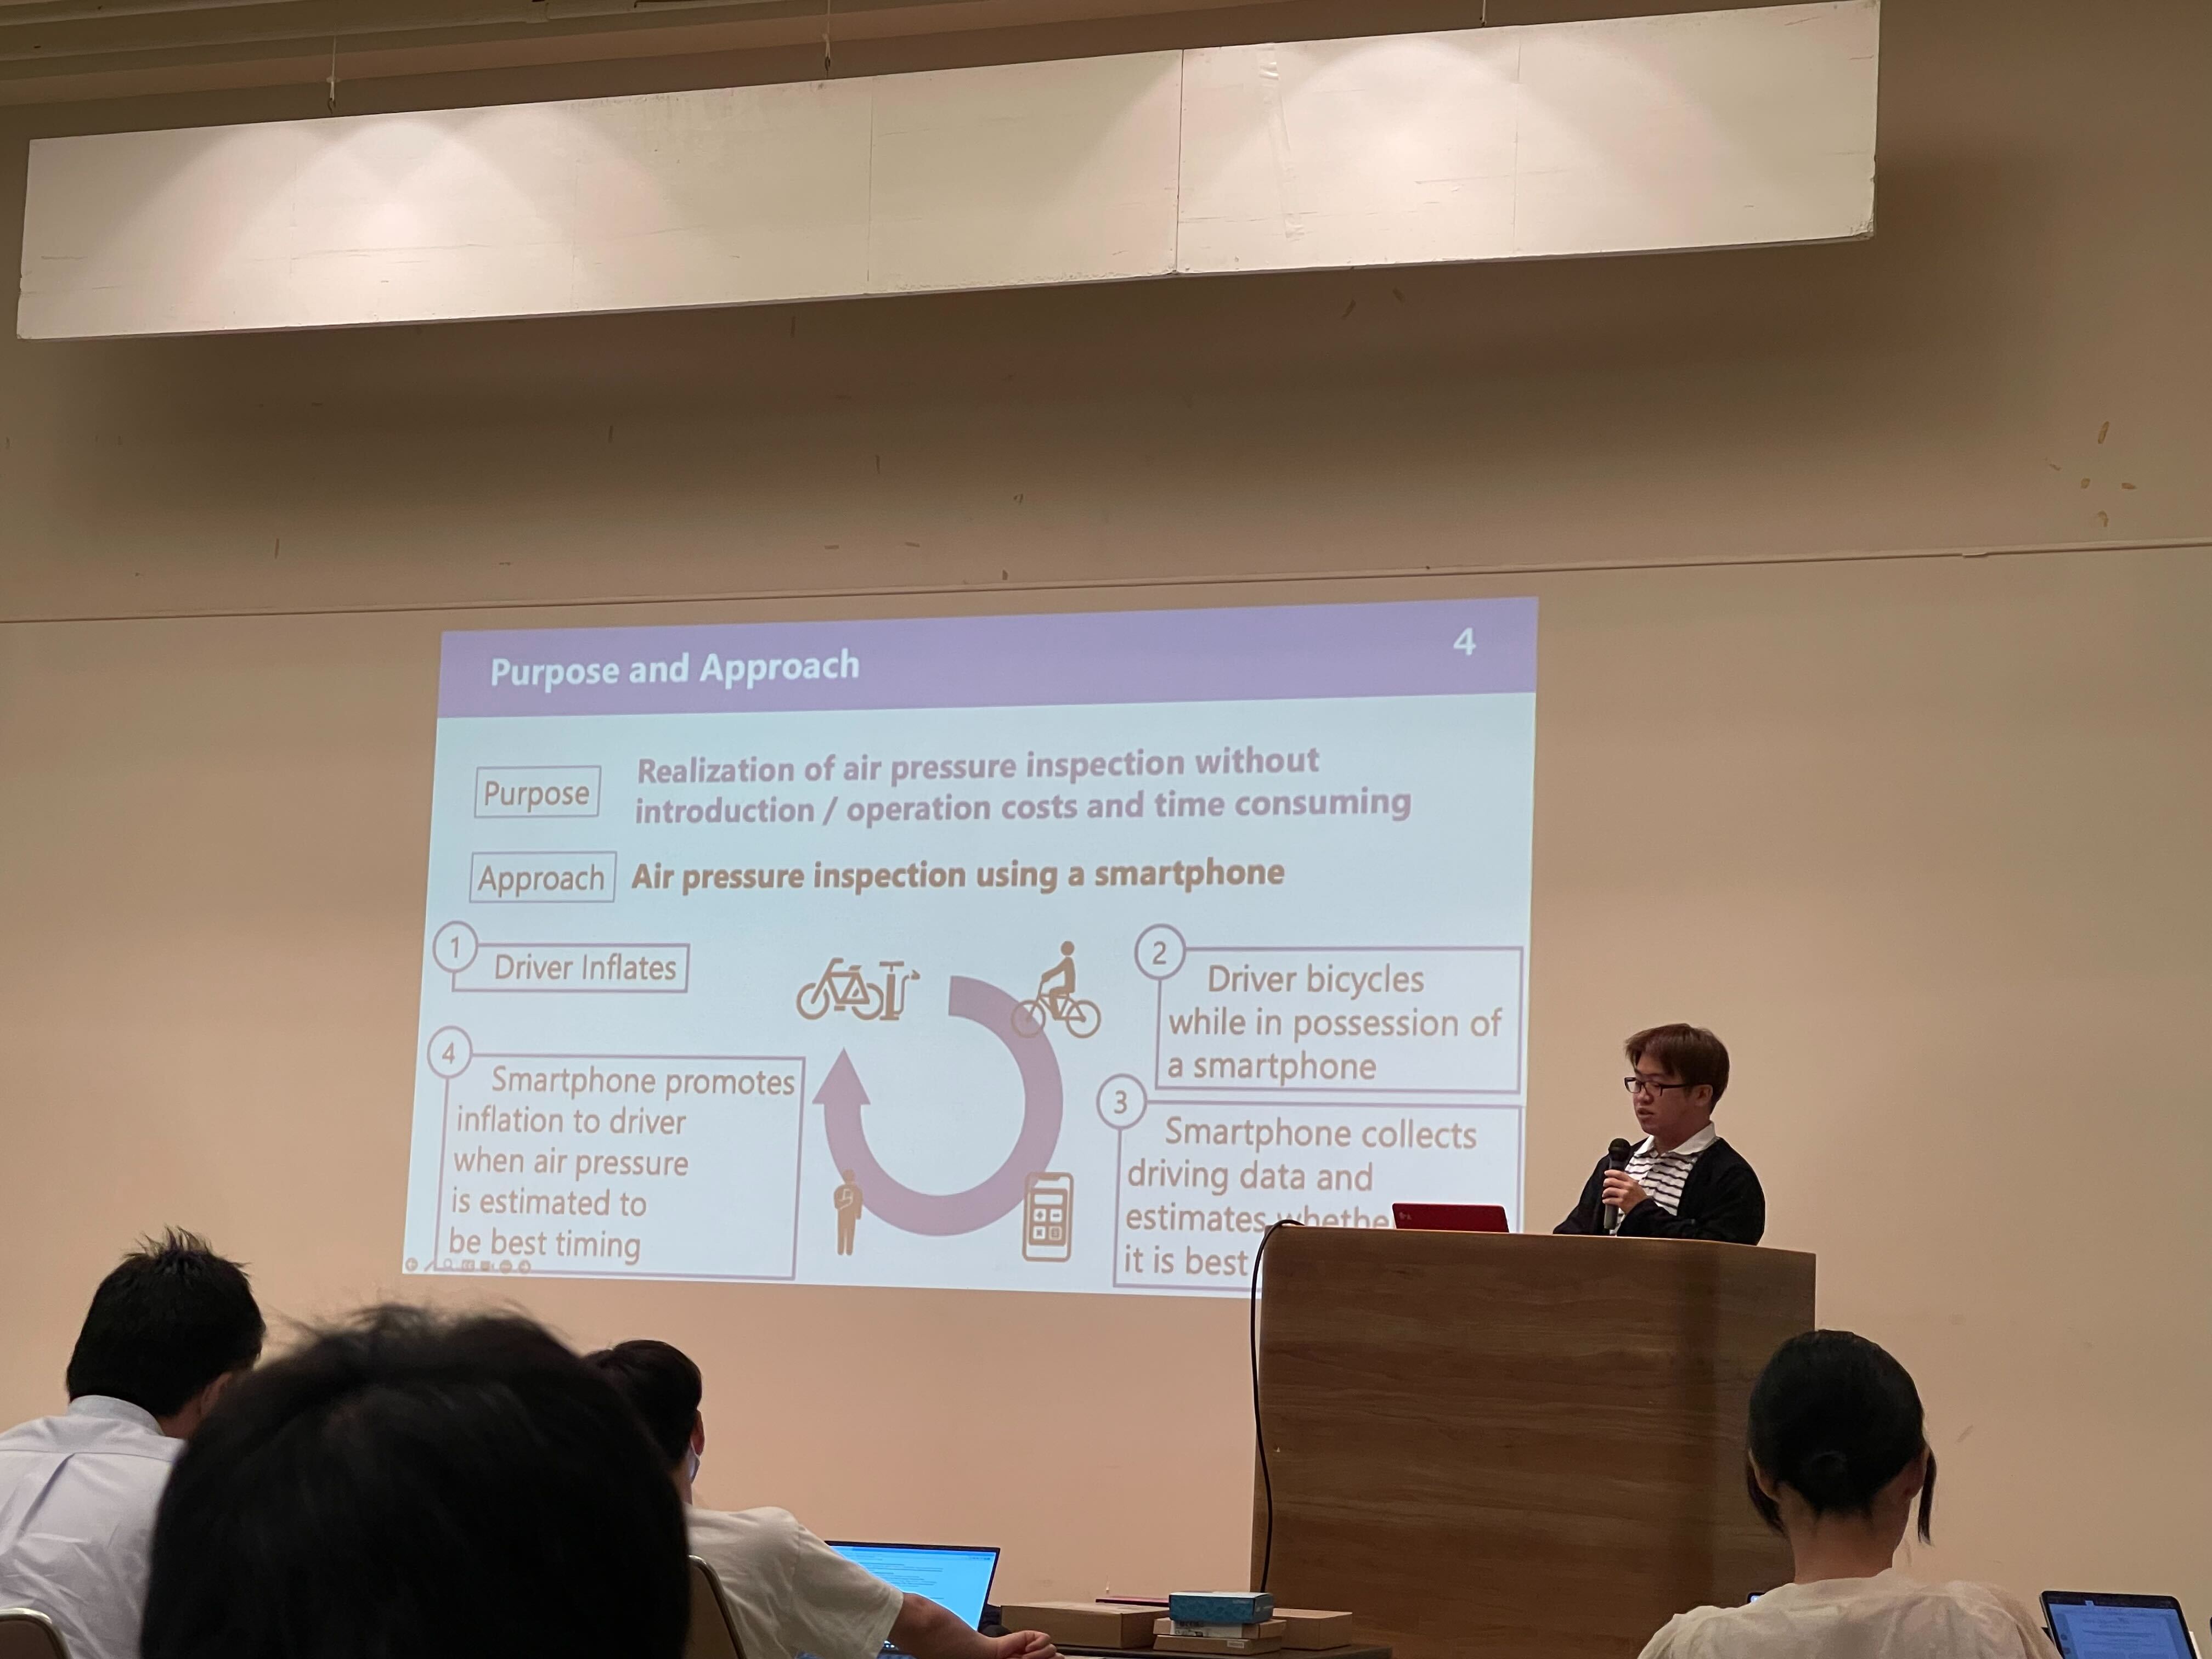 Purpose and Approach
4
Purpose
Realization of air pressure inspection without
introduction / operation costs and time consuming
Approach
Air pressure inspection using a smartphone
1
Driver Inflates
2
Driver bicycles
while in possession of
a smartphone
3
Smartphone collects
driving data and
estimates whethe
it is best
4
Smartphone promotes
inflation to driver
when air pressure
is estimated to
be best timing